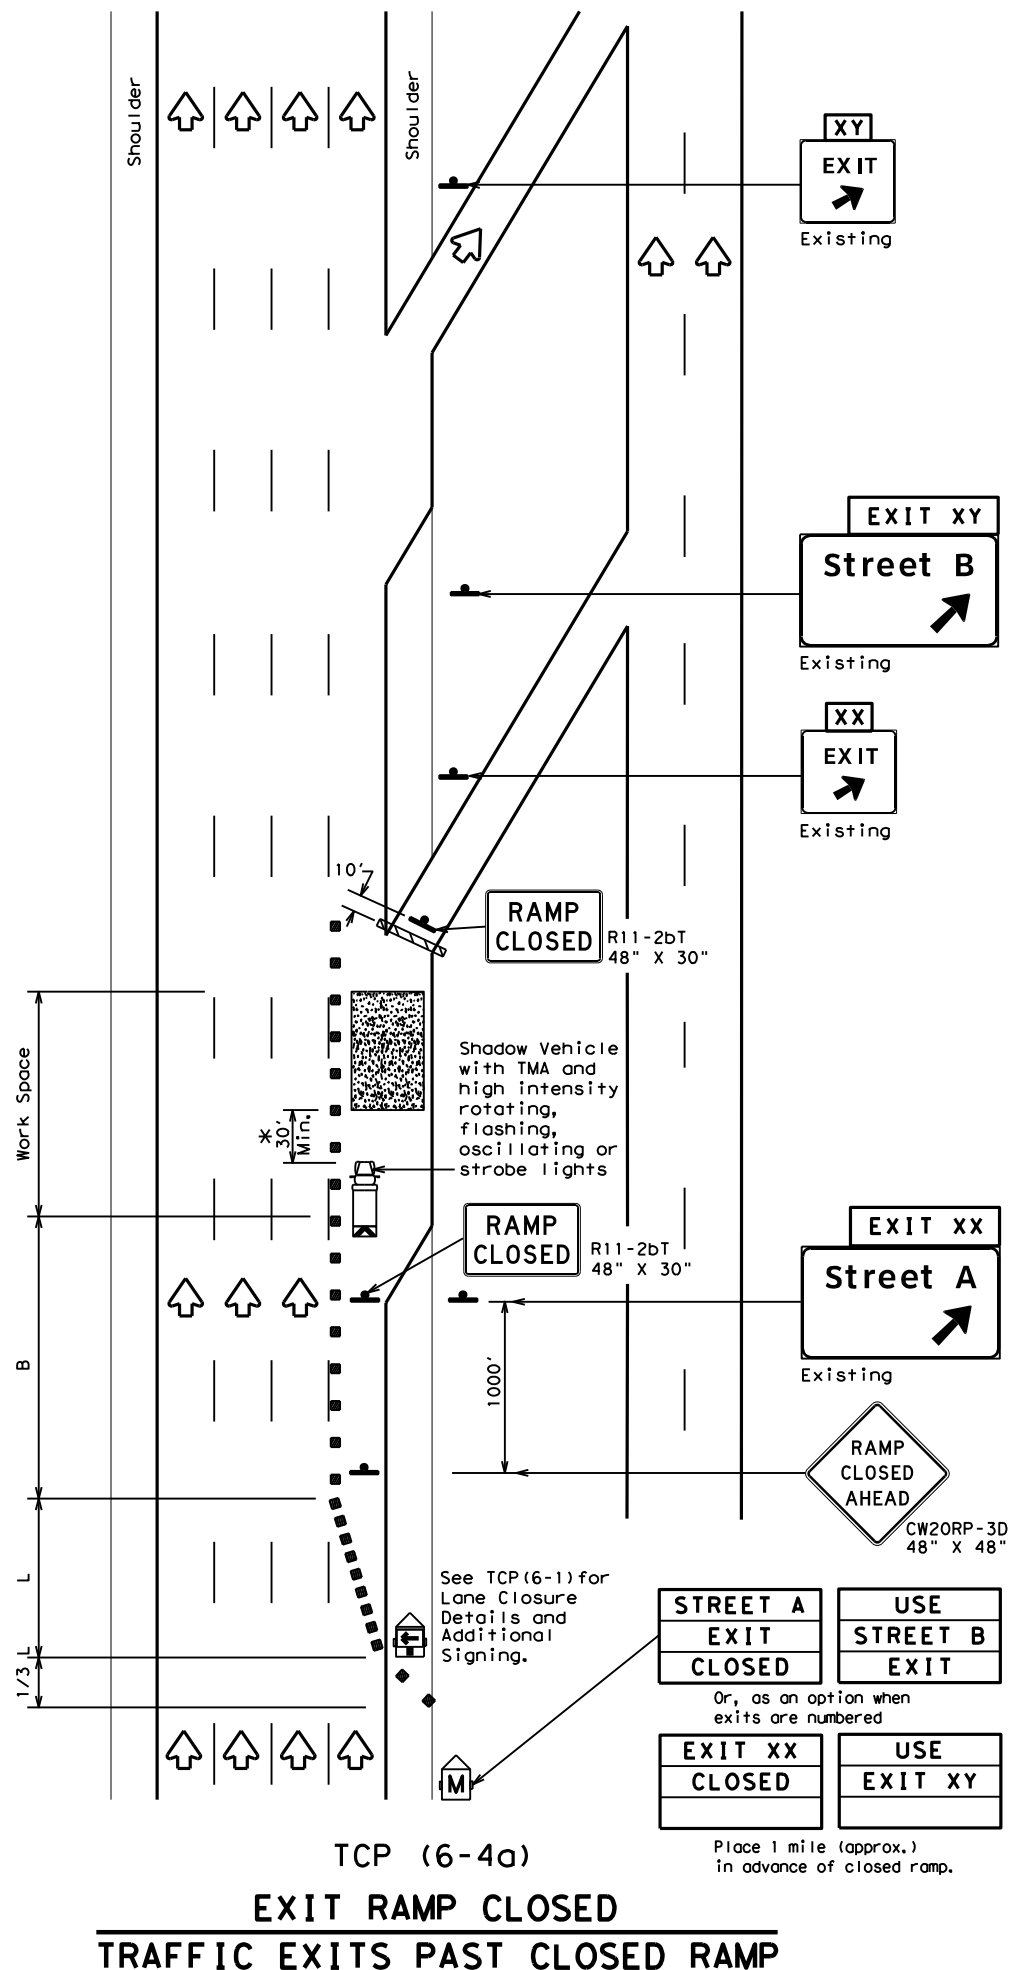 Shoulder
Shoulder
XY
EXIT
Existing
EXIT XY
Street B
Existing
XX
EXIT
Existing
10'
RAMP
CLOSED
R11-2bT
48" X 30"
Work Space
*
30'
Min.
Shadow Vehicle
with TMA and
high intensity
rotating,
flashing,
oscillating or
strobe lights
RAMP
CLOSED
R11-2bT
48" X 30"
EXIT XX
Street A
Existing
B
1000'
RAMP
CLOSED
AHEAD
CW20RP-3D
48" X 48"
L
1/3 L
See TCP(6-1)for
Lane Closure
Details and
Additional
Signing.
STREET A
EXIT
CLOSED
USE
STREET B
EXIT
Or, as an option when
exits are numbered
EXIT XX
CLOSED
USE
EXIT XY
M
Place 1 mile (approx.)
in advance of closed ramp.
TCP (6-4a)
EXIT RAMP CLOSED
TRAFFIC EXITS PAST CLOSED RAMP